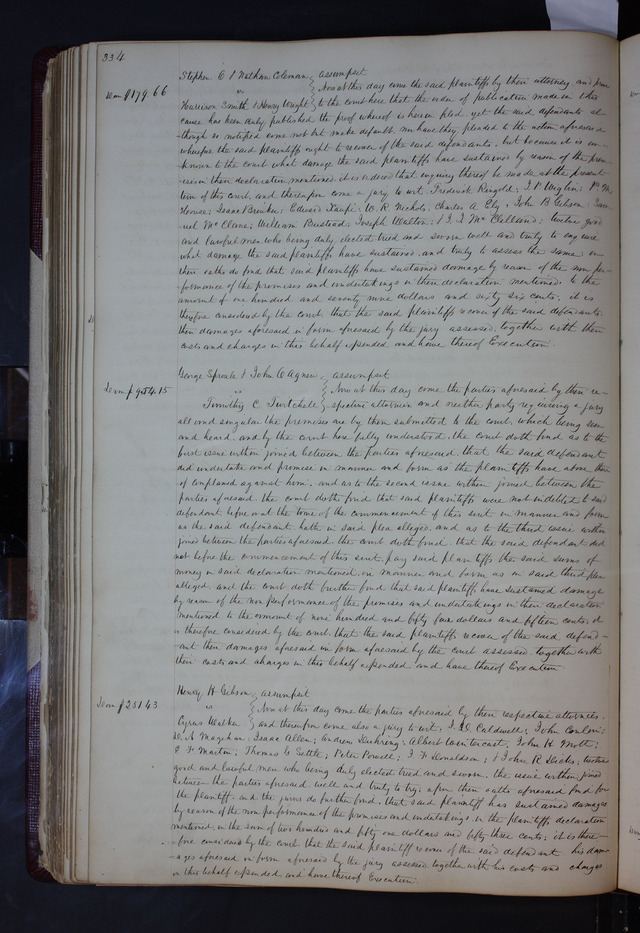 334
Stephen C & Nathan Coleman } assumpsit
Dam $179.66 vs } Now at this day come the said plaintiffs by their attorney and prove
Harrison Smith & Henry Wright } to the court here that the order of publication made in this
cause has been duly published the proof whereof is herein filed. yet the said defendants al-
though so notified come not but make default. nor have they pleaded to the action aforesaid
wherefore the said plaintiffs ought to recover of the said defendants. but because it is un-
known to the court what damage the said plaintiffs have sustained by reason of the prem-
ises in their declaration mentioned it is ordered that enquiry thereof be made at the present
term of this court. and thereupon come a jury to wit. Frederick Ringold; J. P. Wm M.
House; Isaac Bruker; Edward W. R. Nichols; Charles A Ely; John B Gibson; Sam-
uel McClane; William Bustard; Joseph Walton; & J. J. McClelland; twelve good
and lawful men, who being duly elected tried and sworn well and truly to enquire
what damage the said plaintiffs have sustained, and truly to assess the same on
their oaths do find that said plaintiffs have sustained damage by reason of the non per-
formance of the promises and undertakings in their declaration mentioned to the
amount of one hundred and seventy nine dollars and sixty six cents; it is
therefore considered by the court that the said plaintiffs recover of the said defendants
their damages aforesaid in form aforesaid by the jury assessed, together with their
costs and charges in this behalf expended and have thereof Execution
George Sproule & John C Agnew } assumpsit
Dam $954.15 vs } Now at this day come the parties aforesaid by their re-
Timothy C Twitchele } spective attornies and neither party requiring a jury
all and singular the premises are by them submitted to the court, which being seen
and heard. and by the court here fully understood. the court doth find as to the
first issue within joined between the parties aforesaid. that the said defendant
did undertake and promise in manner and form as the plaintiffs have above there
of complained against him. and as to the second issue within joined between the
parties aforesaid. the court doth find that said plaintiffs were not indebted to said
defendant before and at the time of the commencement of this suit in manner and form
as the said defendant hath in said plea alleged. and as to the third issue within
joined between the parties aforesaid. the court doth find, that the said defendant did
not before the commencement of this suit, pay said plaintiffs the said sums of
money in said declaration mentioned in manner and form as in said third plea
alleged. and the court doth further find that said plaintiffs have sustained damage
by reason of the non performance of the promises and undertakings in their declaration
mentioned to the amount of nine hundred and fifty four dollars and fifteen cents; it
is therefore considered by the court. that the said plaintiffs recover of the said defend-
ant their damages aforesaid in form aforesaid by the court assessed together with
their costs and charges in this behalf expended and have thereof Execution
Henry H Gibson } assumpsit
Dam $251.43 vs } Now at this day come the parties aforesaid by their respective attornies.
Cyrus Walker } and thereupon come also a jury to wit; J. D. Caldwell; John Conlon;
W. A. Magehan; Isaac Allen; Andrew Albert Wintercast; John H Mott;
C F Martin; Thomas C Settle; Peter Powell; J F Donaldson; & John R twelve
good and lawful men who being duly elected tried and sworn. the issue within joined
between the parties aforesaid. well and truly to try; upon their oaths aforesaid find for
the plaintiff. and the jurors do further find. that said plaintiff has sustained damages
by reason of the non performance of the promises and undertakings in the plaintiffs declaration
mentioned in the sum of two hundred and fifty one dollars and fifty three cents; it is there-
fore considered by the court that the said plaintiff recover of the said defendant his dam-
ages aforesaid in form aforesaid by the jury assessed together with his costs and charges
in this behalf expended and have thereof Execution.